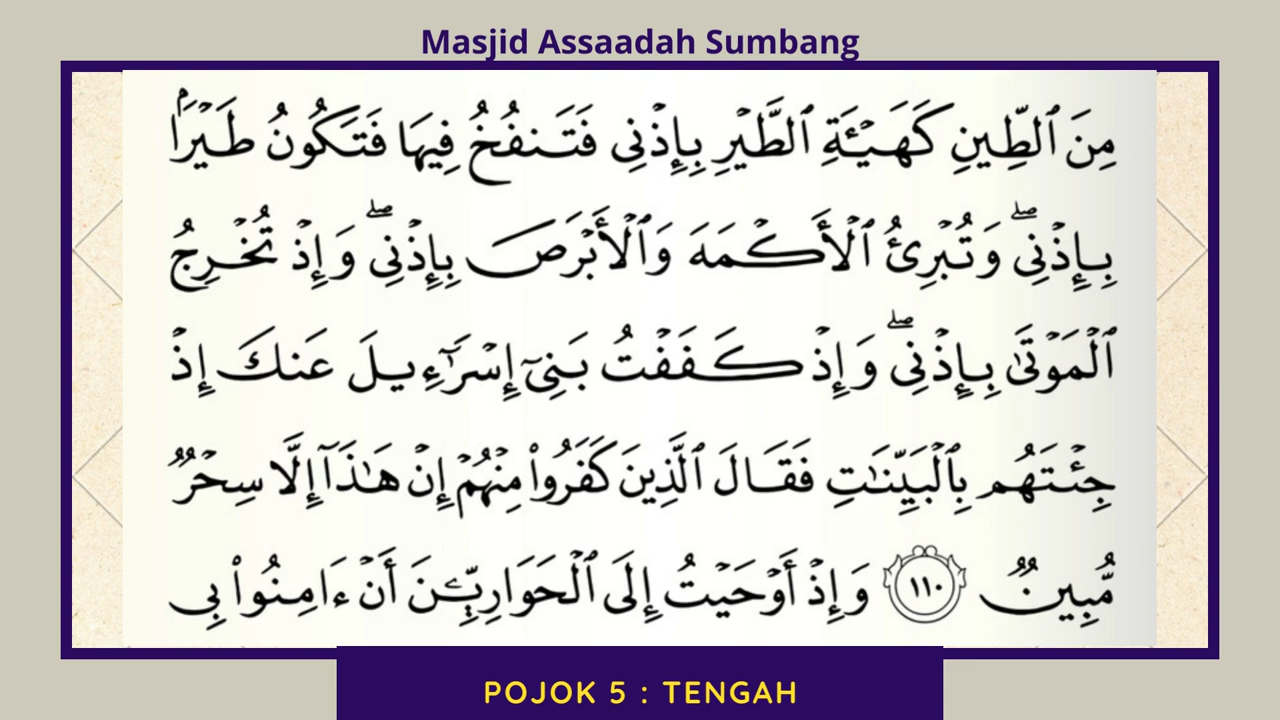 Masjid Assaadah Sumbang
مِنَ ٱلطِّينِ كَهَيۡـَٔةِ ٱلطَّيۡرِ بِإِذۡنِي فَتَنفُخُ فِيهَا فَتَكُونُ طَيۡرَۢا
بِإِذۡنِيۖ وَتُبۡرِئُ ٱلۡأَكۡمَهَ وَٱلۡأَبۡرَصَ بِإِذۡنِيۖ وَإِذۡ تُخۡرِجُ
ٱلۡمَوۡتَىٰ بِإِذۡنِيۖ وَإِذۡ كَفَفۡتُ بَنِيٓ إِسۡرَٰٓءِيلَ عَنكَ إِذۡ
جِئۡتَهُم بِٱلۡبَيِّنَٰتِ فَقَالَ ٱلَّذِينَ كَفَرُواْ مِنۡهُمۡ إِنۡ هَٰذَآ إِلَّا سِحۡرٞ
مُّبِينٞ ١١٠ وَإِذۡ أَوۡحَيۡتُ إِلَى ٱلۡحَوَارِيِّـۧنَ أَنۡ ءَامِنُواْ بِي
POJOK 5 : TENGAH